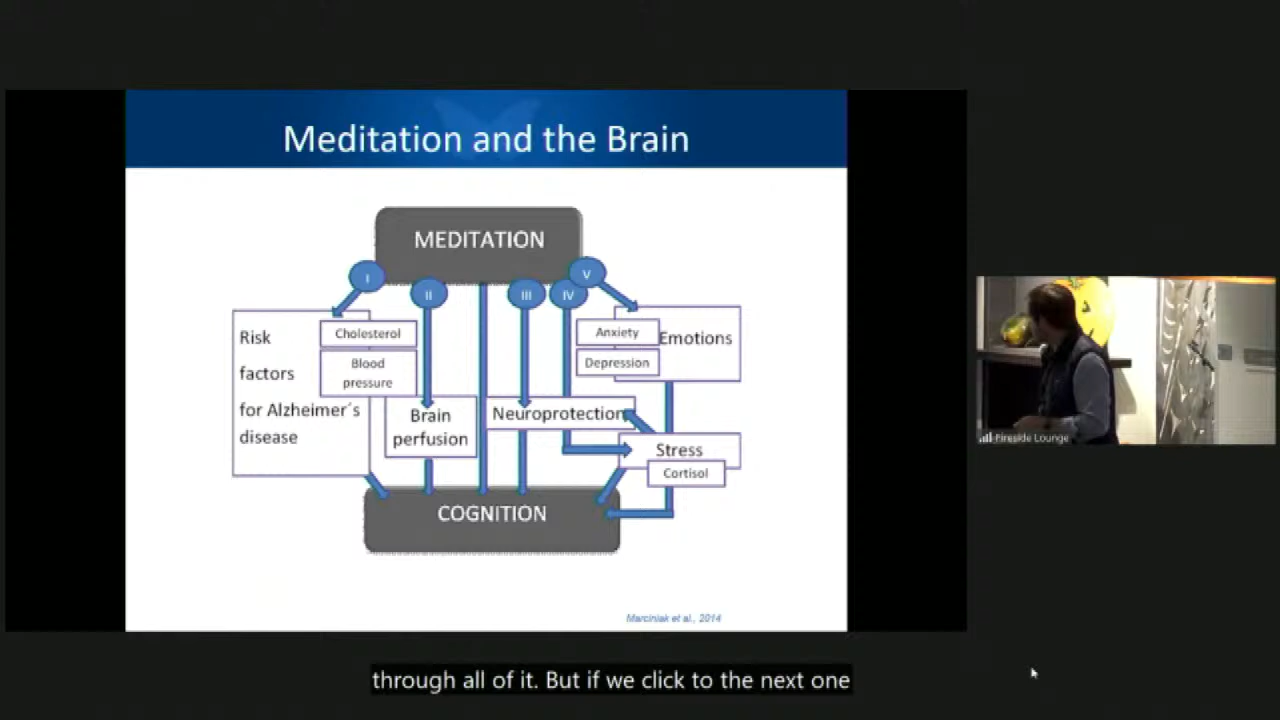 Meditation and the Brain
MEDITATION
I
II
III
IV
V
Risk
factors
for Alzheimer´s
disease
Cholesterol
Blood
pressure
Brain
perfusion
Neuroprotection
Anxiety
Depression
Emotions
Stress
Cortisol
COGNITION
Marciniak et al., 2014
Fireside Lounge
through all of it. But if we click to the next one